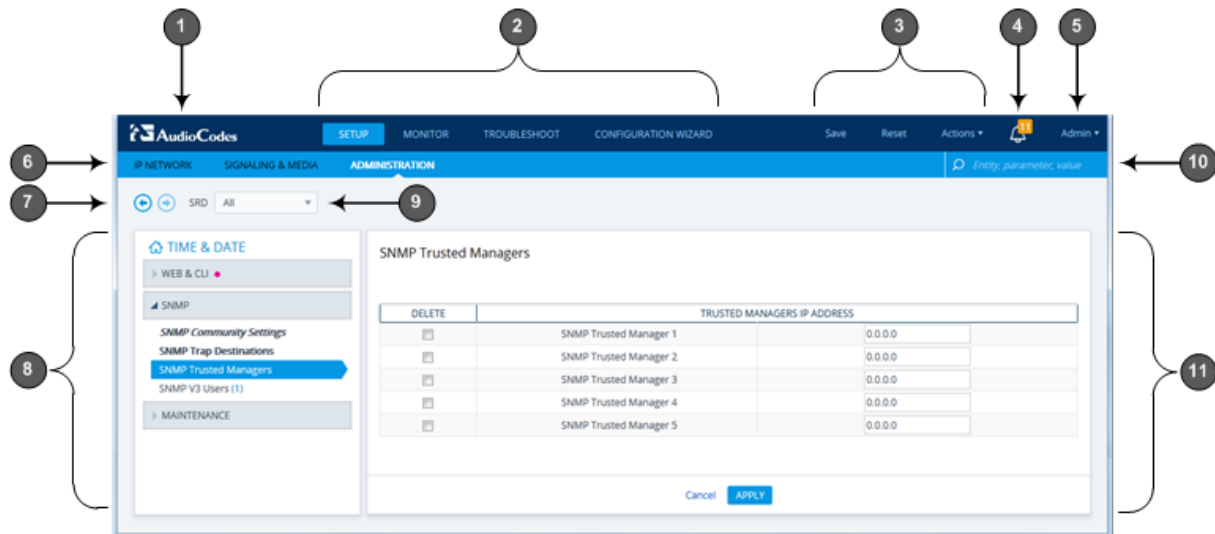 1
2
3
4
5
AudioCodes
SETUP MONITOR TROUBLESHOOT CONFIGURATION WIZARD Save Reset Actions 11 Admin
6
IP NETWORK SIGNALING & MEDIA ADMINISTRATION Entity, parameter, value
10
7
SRD All
9
8
TIME & DATE
WEB & CLI
SNMP
SNMP Community Settings
SNMP Trap Destinations
SNMP Trusted Managers
SNMP V3 Users (1)
MAINTENANCE
SNMP Trusted Managers
DELETE TRUSTED MANAGERS IP ADDRESS
SNMP Trusted Manager 1 0.0.0.0
SNMP Trusted Manager 2 0.0.0.0
SNMP Trusted Manager 3 0.0.0.0
SNMP Trusted Manager 4 0.0.0.0
SNMP Trusted Manager 5 0.0.0.0
Cancel APPLY
11